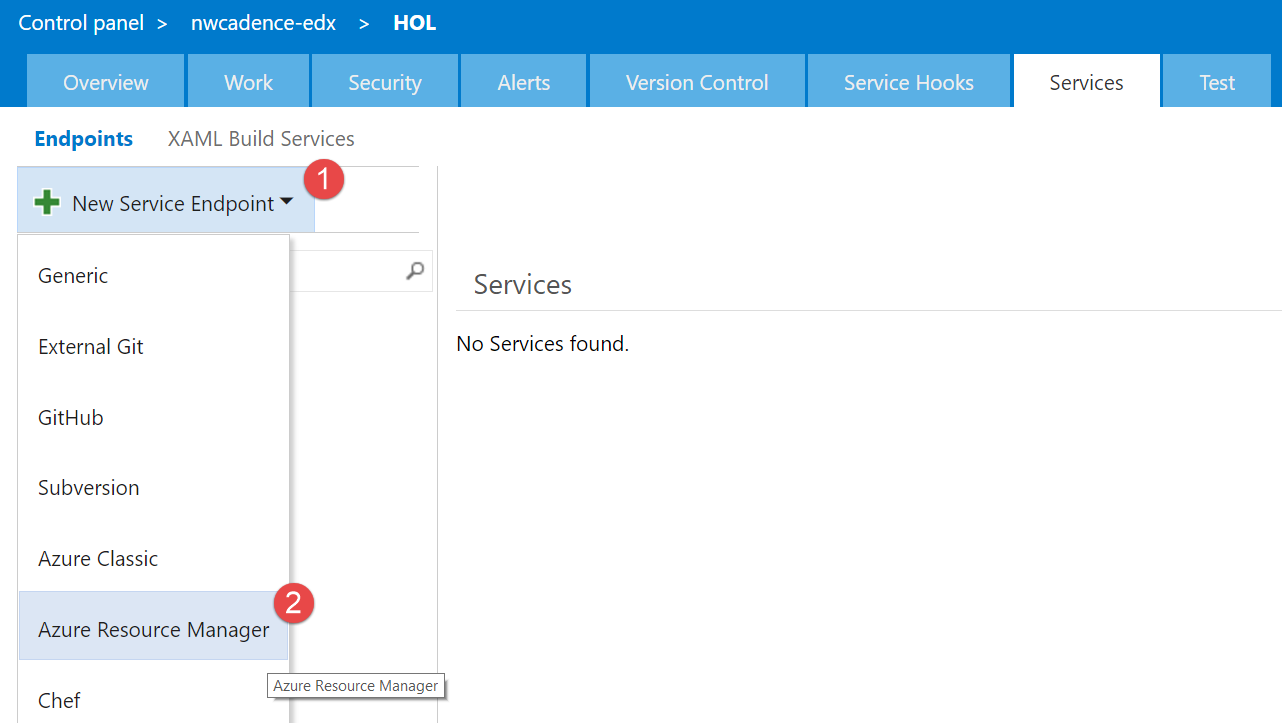 Control panel > nwcadence-edx > HOL
Overview Work Security Alerts Version Control Service Hooks Services Test
Endpoints XAML Build Services
1
New Service Endpoint
Generic
Services
External Git
No Services found.
GitHub
Subversion
Azure Classic
2
Azure Resource Manager
Azure Resource Manager
Chef